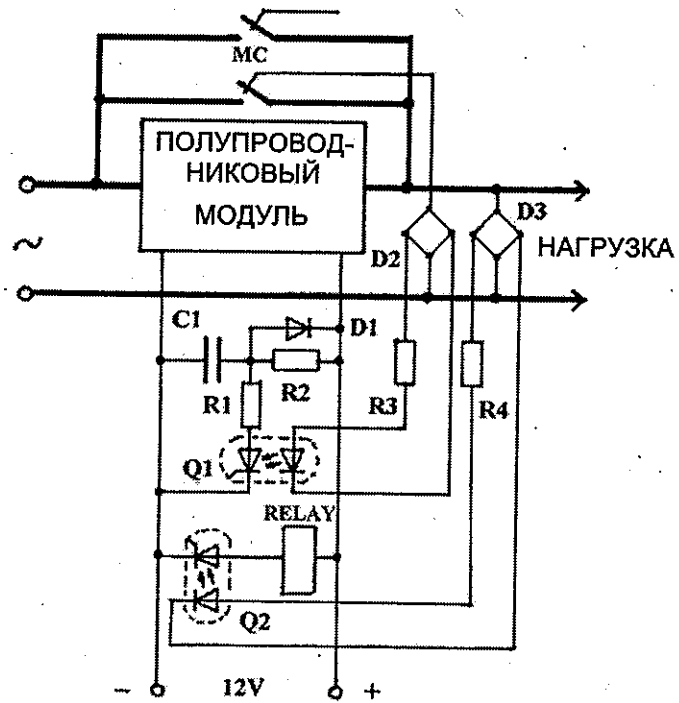 MC
ПОЛУПРОВОД-
НИКОВЫЙ
МОДУЛЬ
D3
D2
НАГРУЗКА
~
C1
D1
R1
R2
R3
R4
Q1
RELAY
Q2
- 12V +